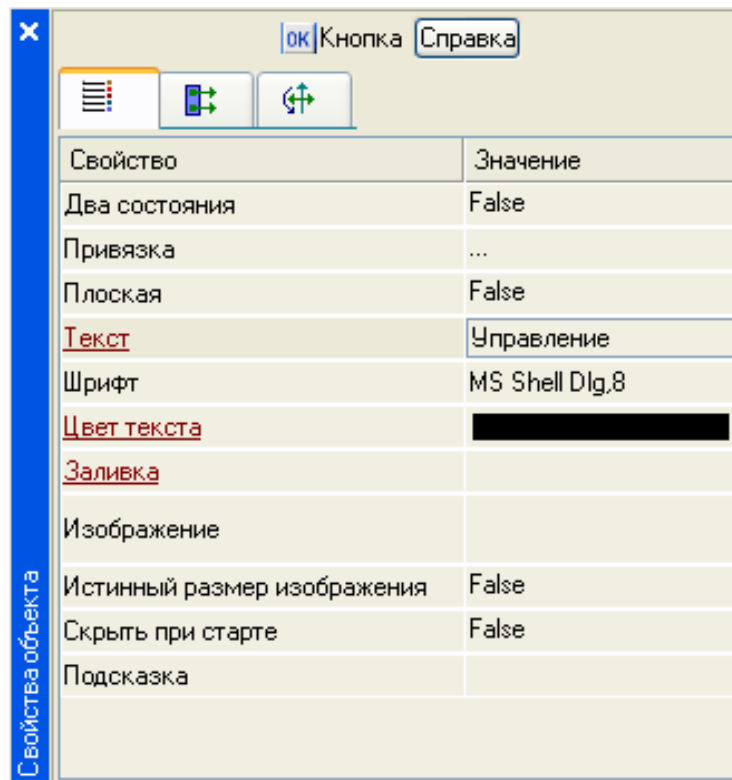 OK Кнопка Справка
Свойство Значение
Два состояния False
Привязка ...
Плоская False
Текст Управление
Шрифт MS Shell Dlg,8
Цвет текста
Заливка
Изображение
Истинный размер изображения False
Скрыть при старте False
Подсказка
Свойства объекта